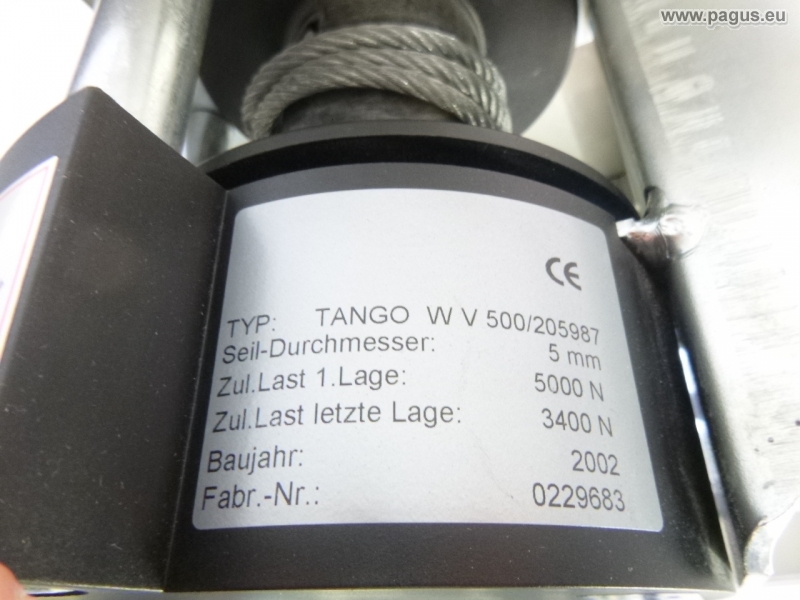 www.pagus.eu
CE
TYP: TANGO W V 500/205987
Seil-Durchmesser: 5 mm
Zul.Last 1.Lage: 5000 N
Zul.Last letzte Lage: 3400 N
Baujahr: 2002
Fabr.-Nr.: 0229683